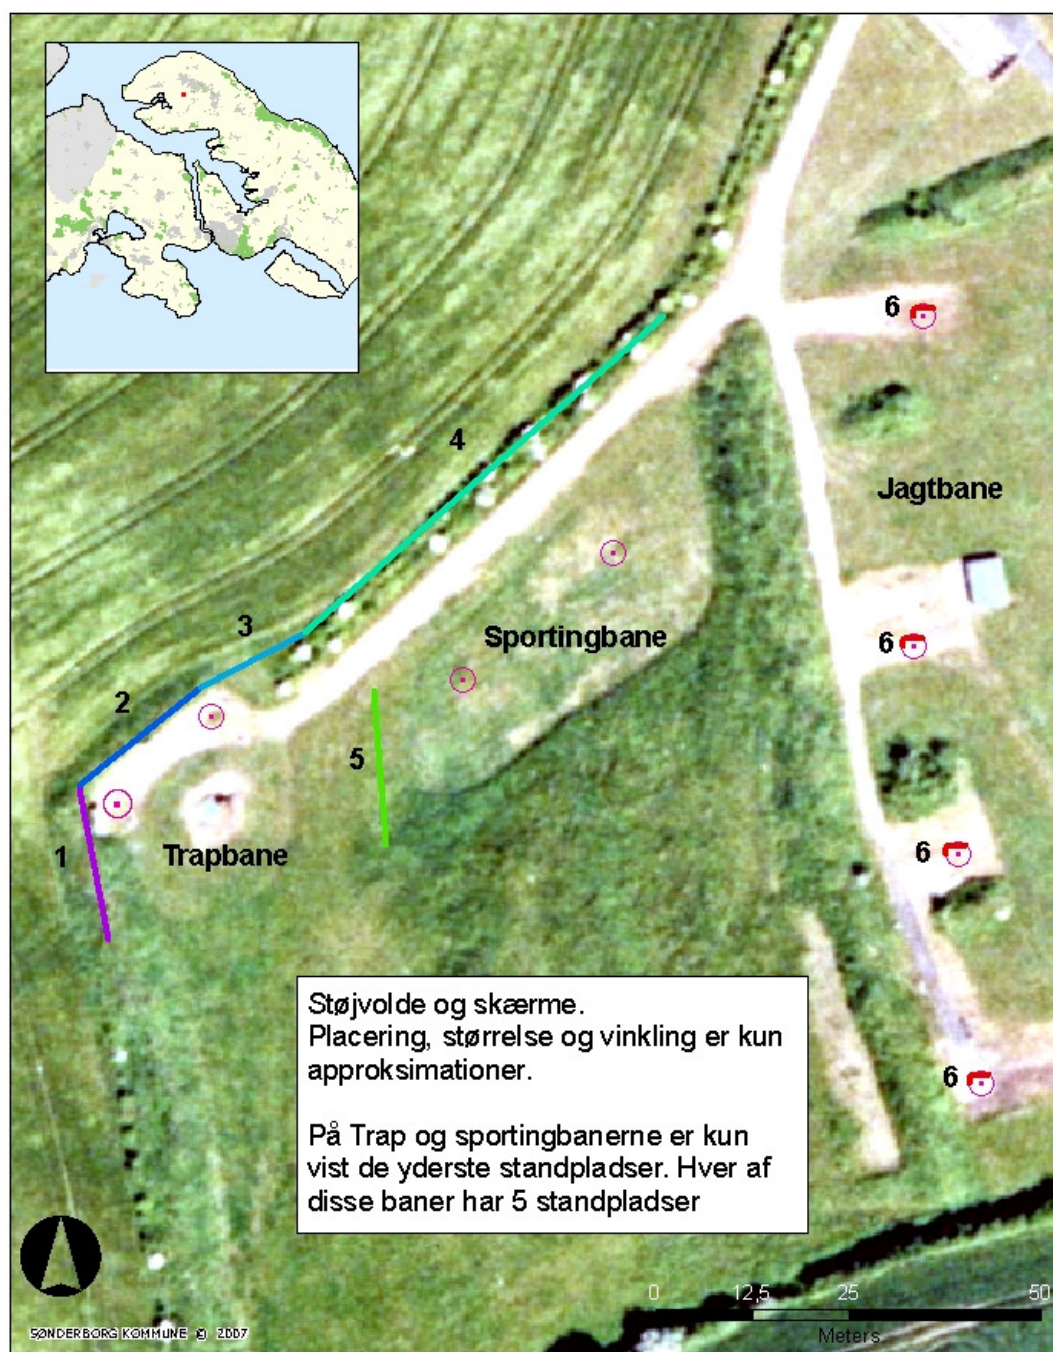 6
4
Jagtbane
3
Sportingbane
6
2
5
1
Trapbane
6
Støjvolde og skærme.
Placering, størrelse og vinkling er kun
approksimationer.
På Trap og sportingbanerne er kun
vist de yderste standpladser. Hver af
disse baner har 5 standpladser
6
0 12,5 25 50
Meters
SØNDERBORG KOMMUNE © 2007